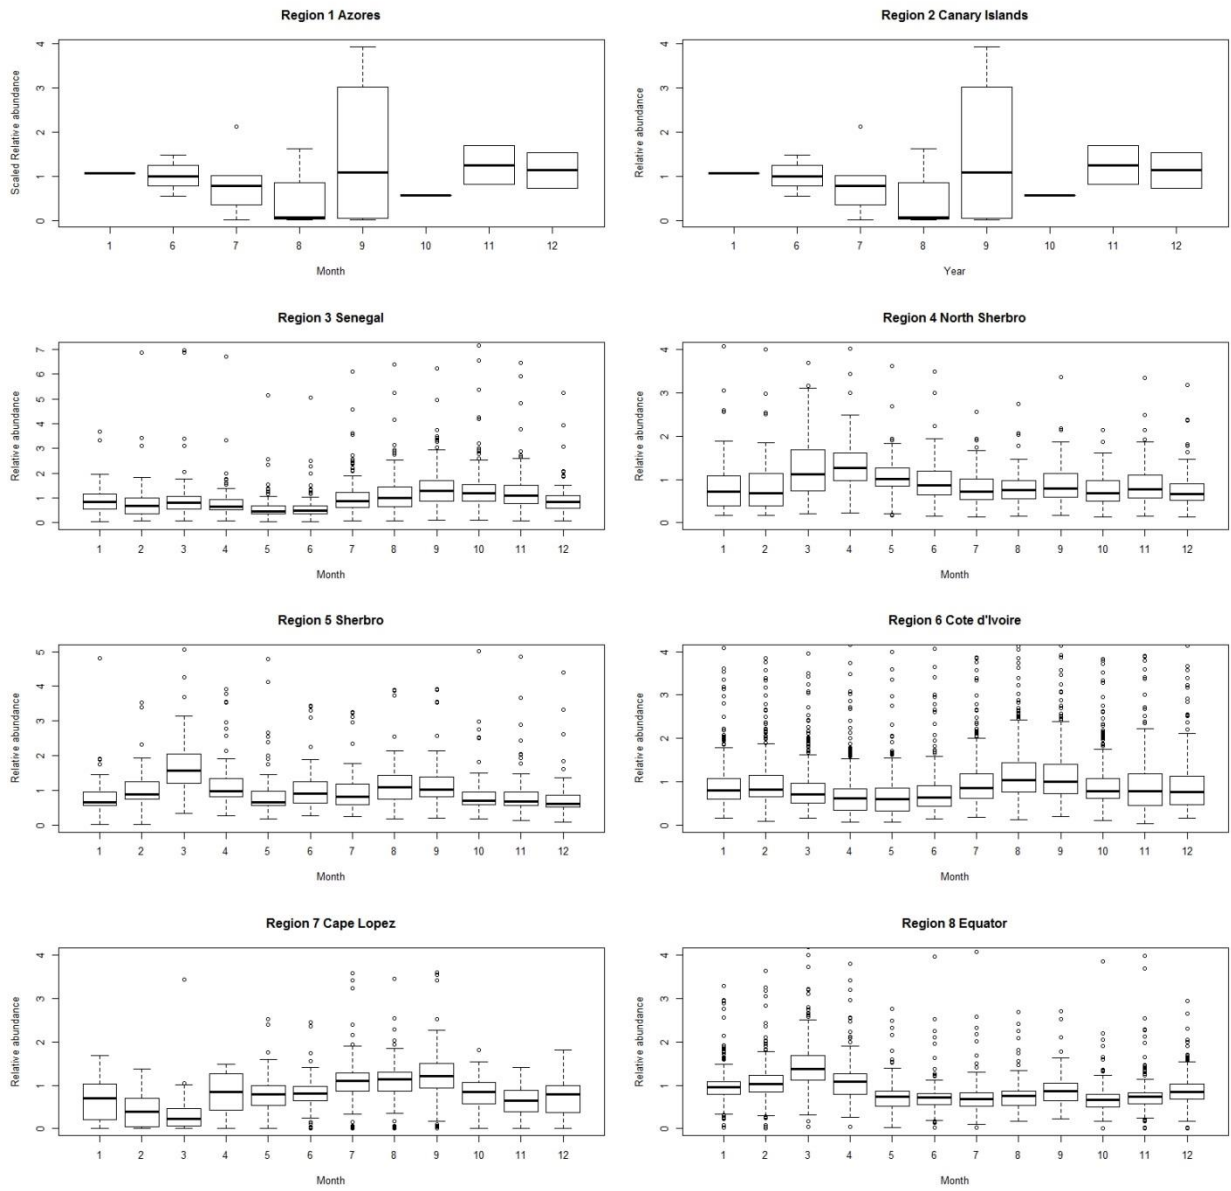 Region 1 Azores
Scaled Relative abundance
4
3
2
1
0
1 6 7 8 9 10 11 12
Month
Region 2 Canary Islands
Relative abundance
4
3
2
1
0
1 6 7 8 9 10 11 12
Year
Region 3 Senegal
Relative abundance
7
6
5
4
3
2
1
0
1 2 3 4 5 6 7 8 9 10 11 12
Month
Region 4 North Sherbro
Relative abundance
4
3
2
1
0
1 2 3 4 5 6 7 8 9 10 11 12
Month
Region 5 Sherbro
Relative abundance
5
4
3
2
1
0
1 2 3 4 5 6 7 8 9 10 11 12
Month
Region 6 Cote d'Ivoire
Relative abundance
4
3
2
1
0
1 2 3 4 5 6 7 8 9 10 11 12
Month
Region 7 Cape Lopez
Relative abundance
4
3
2
1
0
1 2 3 4 5 6 7 8 9 10 11 12
Month
Region 8 Equator
Relative abundance
4
3
2
1
0
1 2 3 4 5 6 7 8 9 10 11 12
Month